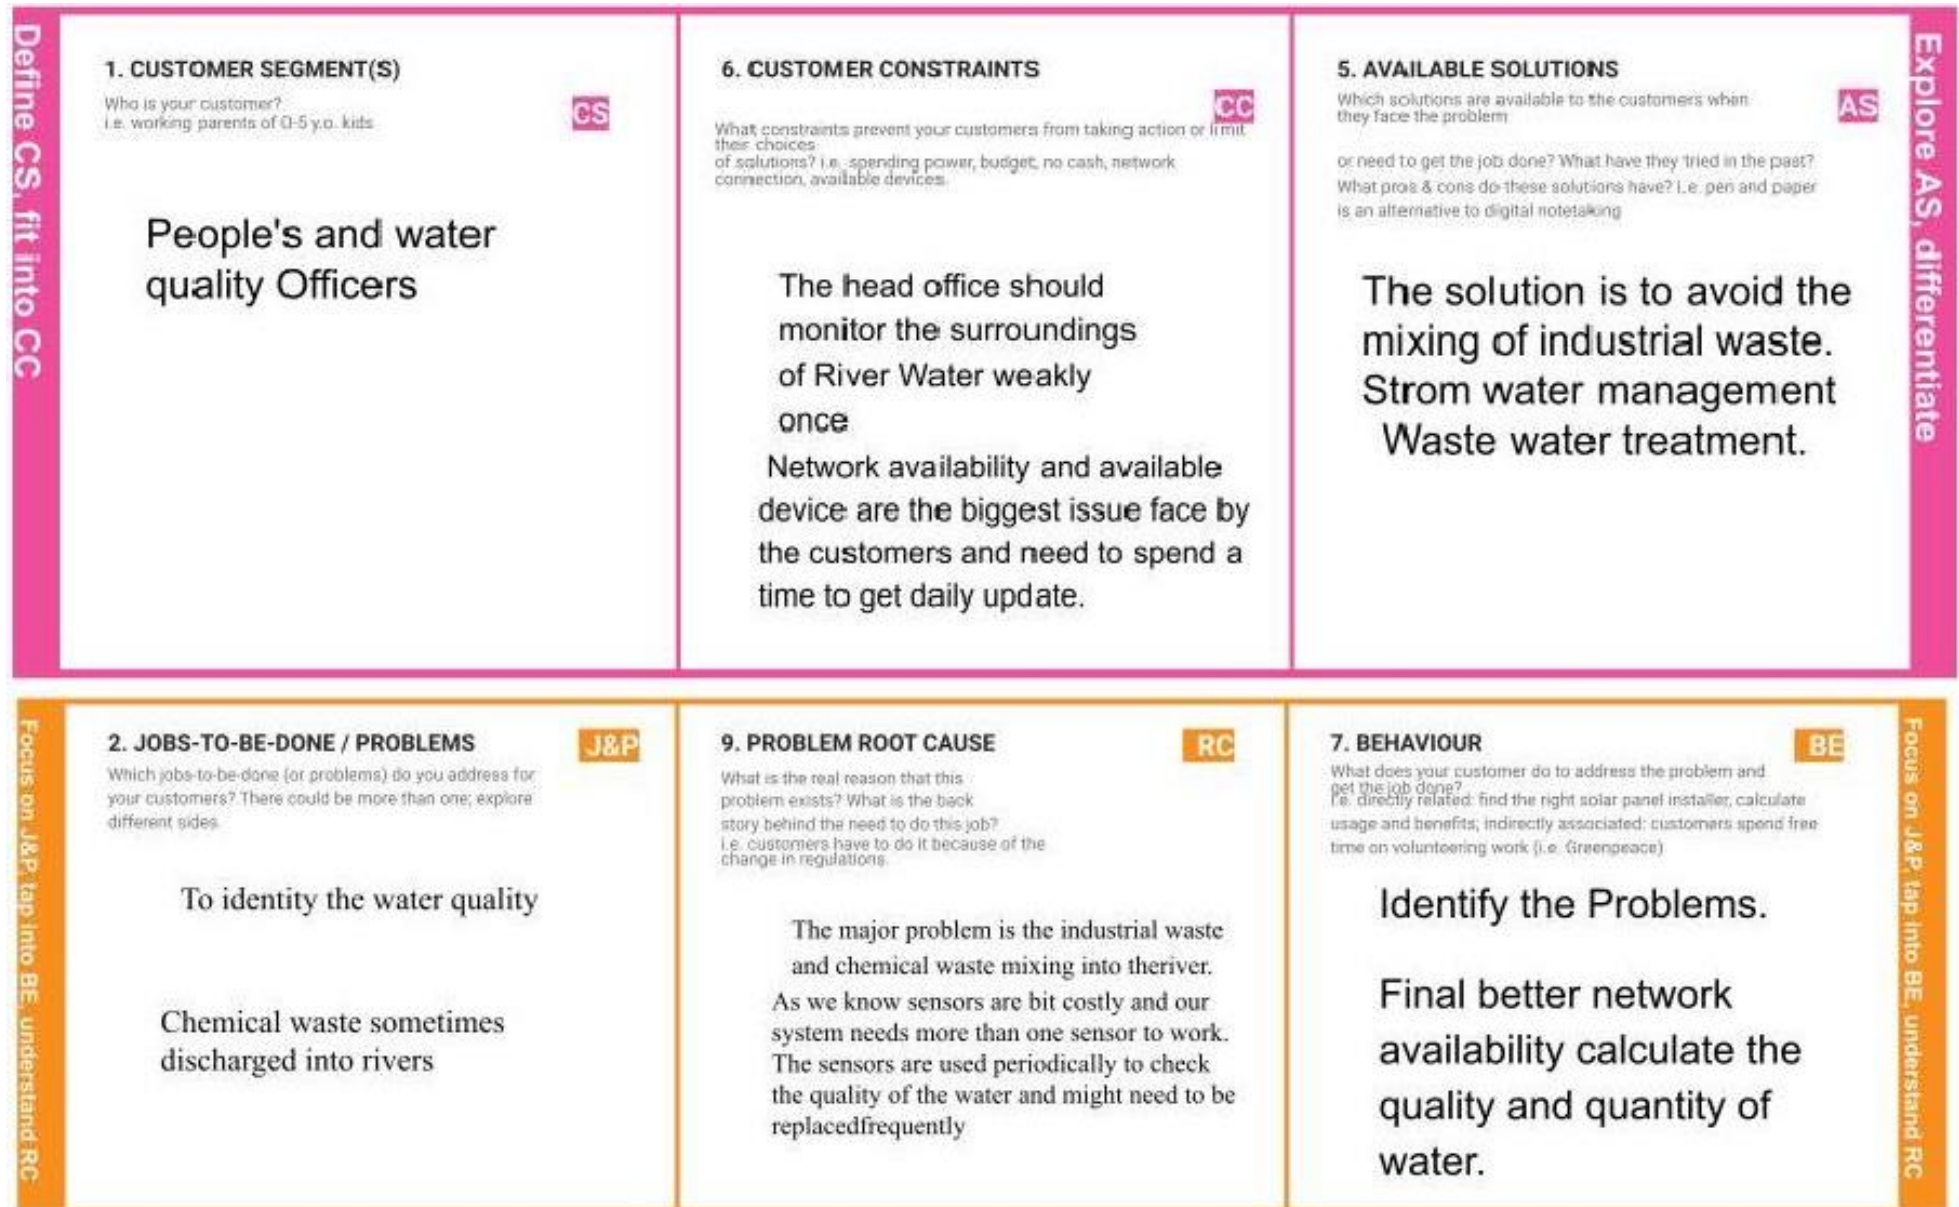 Define CS, fit into CC
1. CUSTOMER SEGMENT(S)
Who is your customer?
i.e. working parents of 0-5 y.o. kids
CS
People's and water
quality Officers
6. CUSTOMER CONSTRAINTS
CC
What constraints prevent your customers from taking action or limit
their choices
of solutions? i.e. spending power, budget, no cash, network
connection, available devices.
The head office should
monitor the surroundings
of River Water weakly
once
Network availability and available
device are the biggest issue face by
the customers and need to spend a
time to get daily update.
5. AVAILABLE SOLUTIONS
Which solutions are available to the customers when
they face the problem
AS
or need to get the job done? What have they tried in the past?
What pros & cons do these solutions have? i.e. pen and paper
is an alternative to digital notetaking
The solution is to avoid the
mixing of industrial waste.
Strom water management
Waste water treatment.
Explore AS, differentiate
Focus on J&P, tap into BE, understand RC
2. JOBS-TO-BE-DONE / PROBLEMS
J&P
Which jobs-to-be-done (or problems) do you address for
your customers? There could be more than one; explore
different sides.
To identity the water quality
Chemical waste sometimes
discharged into rivers
9. PROBLEM ROOT CAUSE
RC
What is the real reason that this
problem exists? What is the back
story behind the need to do this job?
i.e. customers have to do it because of the
change in regulations.
The major problem is the industrial waste
and chemical waste mixing into theriver.
As we know sensors are bit costly and our
system needs more than one sensor to work.
The sensors are used periodically to check
the quality of the water and might need to be
replacedfrequently
7. BEHAVIOUR
BE
What does your customer do to address the problem and
get the job done?
i.e. directly related: find the right solar panel installer, calculate
usage and benefits; indirectly associated: customers spend free
time on volunteering work (i.e. Greenpeace)
Identify the Problems.
Final better network
availability calculate the
quality and quantity of
water.
Focus on J&P, tap into BE, understand RC